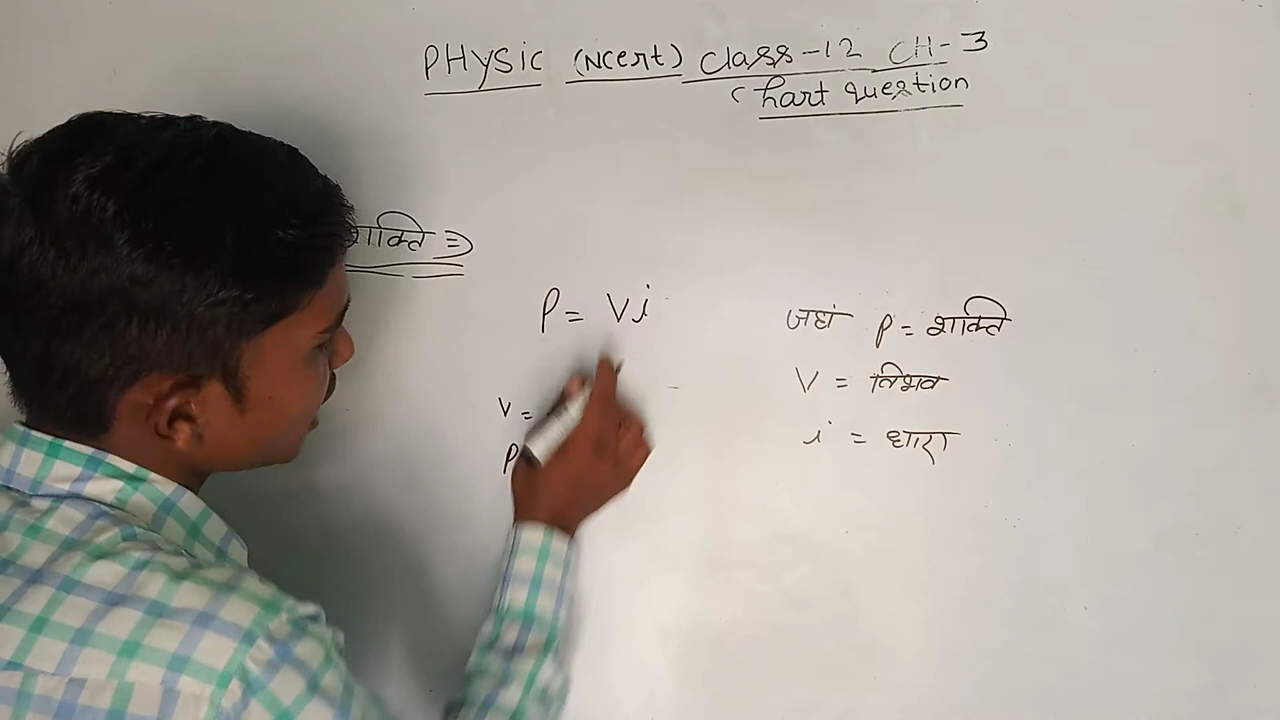 PHYSIC (NCERT) Class-12 CH-3
Chart question
शक्ति ⇒
P = Vi
जहां P = शक्ति
V =
V = विभव
P
i = धारा